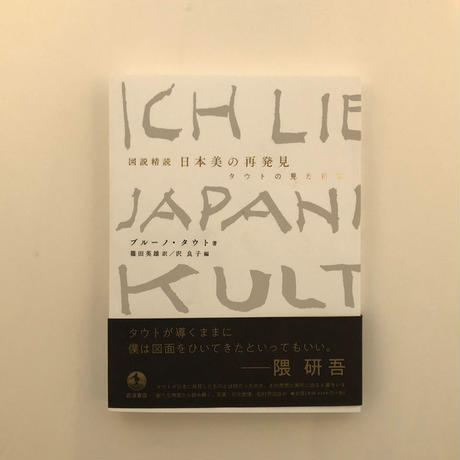 ICH LIE
図説精読 日本美の再発見
タウトの見た
JAPANI
ブルーノ・タウト 著
篠田英雄 訳／沢 良子 編
KULT
タウトが導くままに
僕は図面をひいてきたといってもいい。
——隈 研吾
岩波書店